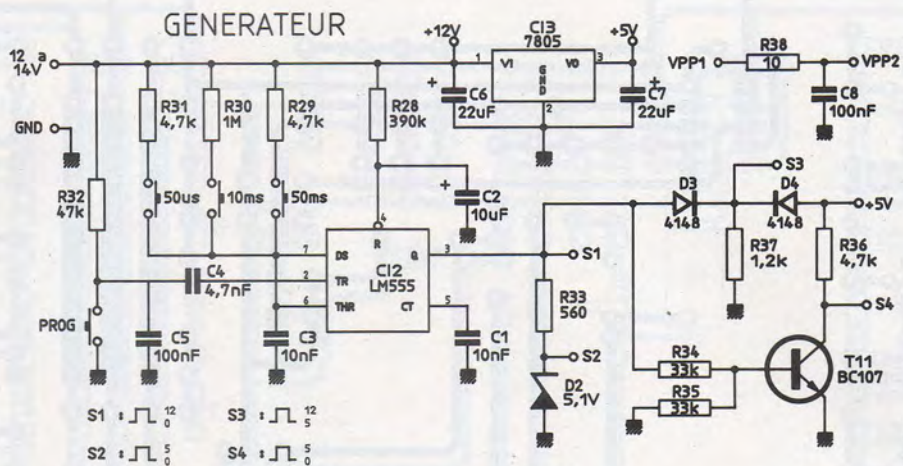 GENERATEUR
12 a 14V
+12V
CI3
7805
+5V
1
VI
VO
3
GND
2
R38
10
VPP1
VPP2
C8
100nF
+
C6
22uF
+
C7
22uF
GND
R31
4,7k
R30
1M
R29
4,7k
R28
390k
R32
47k
50us
10ms
50ms
+
C2
10uF
S3
D3
4148
D4
4148
+5V
4
R
7
DS
Q
3
S1
R37
1,2k
R36
4,7k
C4
4,7nF
2
TR
CI2
LM555
6
THR
CT
5
R33
560
S4
PROG
C5
100nF
C3
10nF
C1
10nF
S2
D2
5,1V
R34
33k
R35
33k
T11
BC107
S1 : 12 0
S3 : 12 5
S2 : 5 0
S4 : 5 0